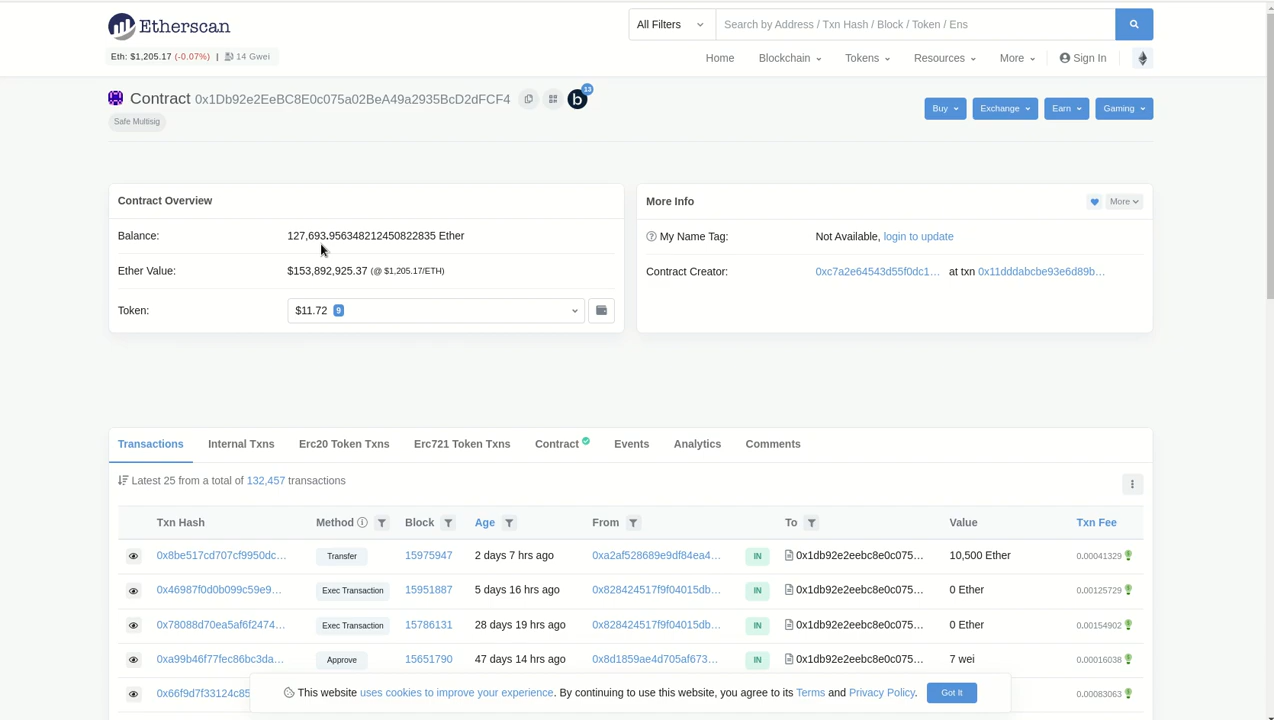 Etherscan
All Filters
Search by Address / Txn Hash / Block / Token / Ens
Eth: $1,205.17 (-0.07%) | 14 Gwei
Home Blockchain Tokens Resources More Sign In
Contract 0x1Db92e2EeBC8E0c075a02BeA49a2935BcD2dFCF4 b 13
Safe Multisig
Buy Exchange Earn Gaming
Contract Overview
Balance: 127,693.956348212450822835 Ether
Ether Value: $153,892,925.37 (@ $1,205.17/ETH)
Token: $11.72 9
More Info More
My Name Tag: Not Available, login to update
Contract Creator: 0xc7a2e64543d55f0dc1... at txn 0x11dddabcbe93e6d89b...
Transactions Internal Txns Erc20 Token Txns Erc721 Token Txns Contract Events Analytics Comments
Latest 25 from a total of 132,457 transactions
Txn Hash Method Block Age From To Value Txn Fee
0x8be517cd707cf9950dc... Transfer 15975947 2 days 7 hrs ago 0xa2af528689e9df84ea4... IN 0x1db92e2eebc8e0c075... 10,500 Ether 0.00041329
0x46987f0d0b099c59e9... Exec Transaction 15951887 5 days 16 hrs ago 0x828424517f9f04015db... IN 0x1db92e2eebc8e0c075... 0 Ether 0.00125729
0x78088d70ea5af6f2474... Exec Transaction 15786131 28 days 19 hrs ago 0x828424517f9f04015db... IN 0x1db92e2eebc8e0c075... 0 Ether 0.00154902
0xa99b46f77fec86bc3da... Approve 15651790 47 days 14 hrs ago 0x8d1859ae4d705af673... IN 0x1db92e2eebc8e0c075... 7 wei 0.00016038
0x66f9d7f33124c85 0.00083063
This website uses cookies to improve your experience. By continuing to use this website, you agree to its Terms and Privacy Policy. Got It